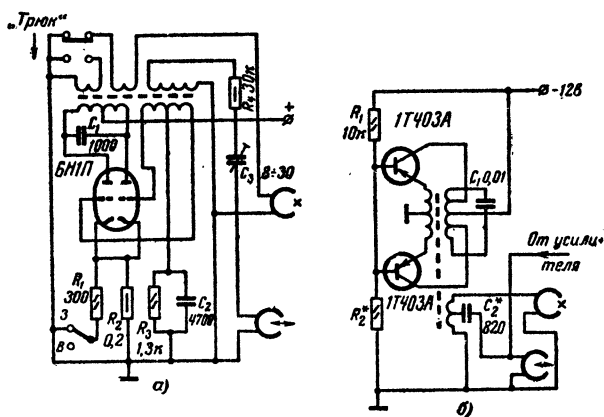 „Трюк"
C₁
1000
6Н1П
R₄ 30к
+
C₃
8÷30
R₁
300
З
В
R₂
0,2
R₃
1,3к
C₂
4700
а)
-12в
R₁
10к
1Т403А
C₁ 0,01
1Т403А
R₂*
От усили-
теля
C₂*
820
б)